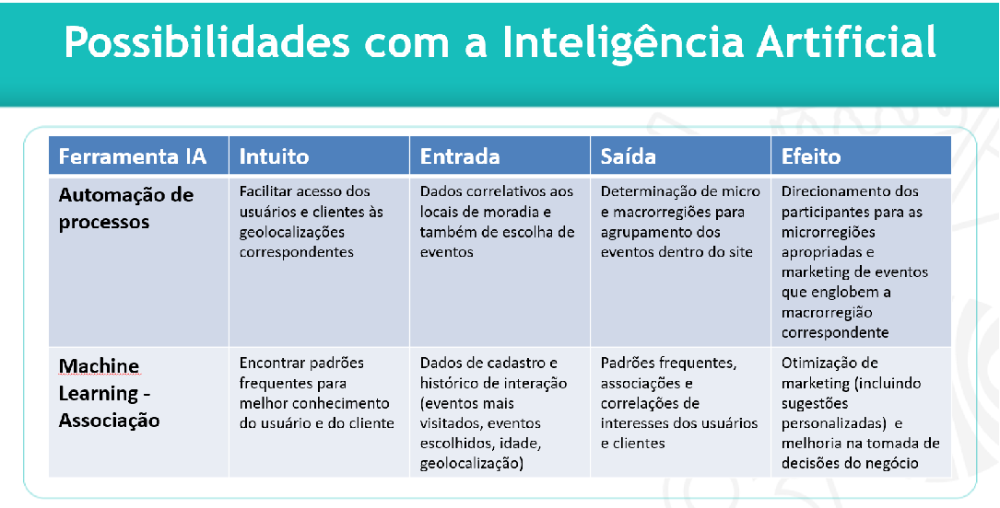 Possibilidades com a Inteligência Artificial
Ferramenta IA
Intuito
Entrada
Saída
Efeito
Automação de
processos
Facilitar acesso dos
usuários e clientes às
geolocalizações
correspondentes
Dados correlativos aos
locais de moradia e
também de escolha de
eventos
Determinação de micro
e macrorregiões para
agrupamento dos
eventos dentro do site
Direcionamento dos
participantes para as
microrregiões
apropriadas e
marketing de eventos
que englobem a
macrorregião
correspondente
Machine
Learning -
Associação
Encontrar padrões
frequentes para
melhor conhecimento
do usuário e do cliente
Dados de cadastro e
histórico de interação
(eventos mais
visitados, eventos
escolhidos, idade,
geolocalização)
Padrões frequentes,
associações e
correlações de
interesses dos usuários
e clientes
Otimização de
marketing (incluindo
sugestões
personalizadas)  e
melhoria na tomada de
decisões do negócio